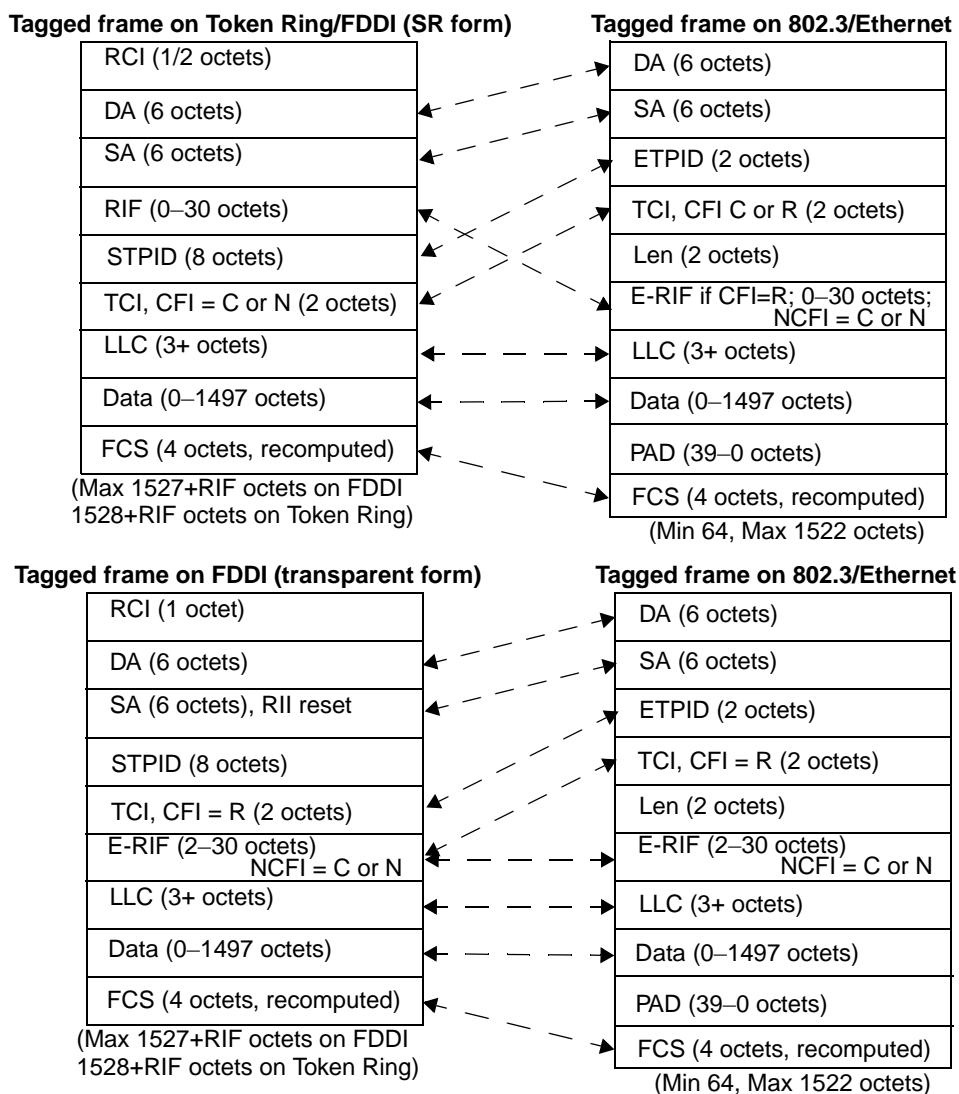 Tagged frame on Token Ring/FDDI (SR form)
RCI (1/2 octets)
DA (6 octets)
SA (6 octets)
RIF (0–30 octets)
STPID (8 octets)
TCI, CFI = C or N (2 octets)
LLC (3+ octets)
Data (0–1497 octets)
FCS (4 octets, recomputed)
(Max 1527+RIF octets on FDDI
1528+RIF octets on Token Ring)
Tagged frame on 802.3/Ethernet
DA (6 octets)
SA (6 octets)
ETPID (2 octets)
TCI, CFI C or R (2 octets)
Len (2 octets)
E-RIF if CFI=R; 0–30 octets;
NCFI = C or N
LLC (3+ octets)
Data (0–1497 octets)
PAD (39–0 octets)
FCS (4 octets, recomputed)
(Min 64, Max 1522 octets)
Tagged frame on FDDI (transparent form)
RCI (1 octet)
DA (6 octets)
SA (6 octets), RII reset
STPID (8 octets)
TCI, CFI = R (2 octets)
E-RIF (2–30 octets)
NCFI = C or N
LLC (3+ octets)
Data (0–1497 octets)
FCS (4 octets, recomputed)
(Max 1527+RIF octets on FDDI
1528+RIF octets on Token Ring)
Tagged frame on 802.3/Ethernet
DA (6 octets)
SA (6 octets)
ETPID (2 octets)
TCI, CFI = R (2 octets)
Len (2 octets)
E-RIF (2–30 octets)
NCFI = C or N
LLC (3+ octets)
Data (0–1497 octets)
PAD (39–0 octets)
FCS (4 octets, recomputed)
(Min 64, Max 1522 octets)